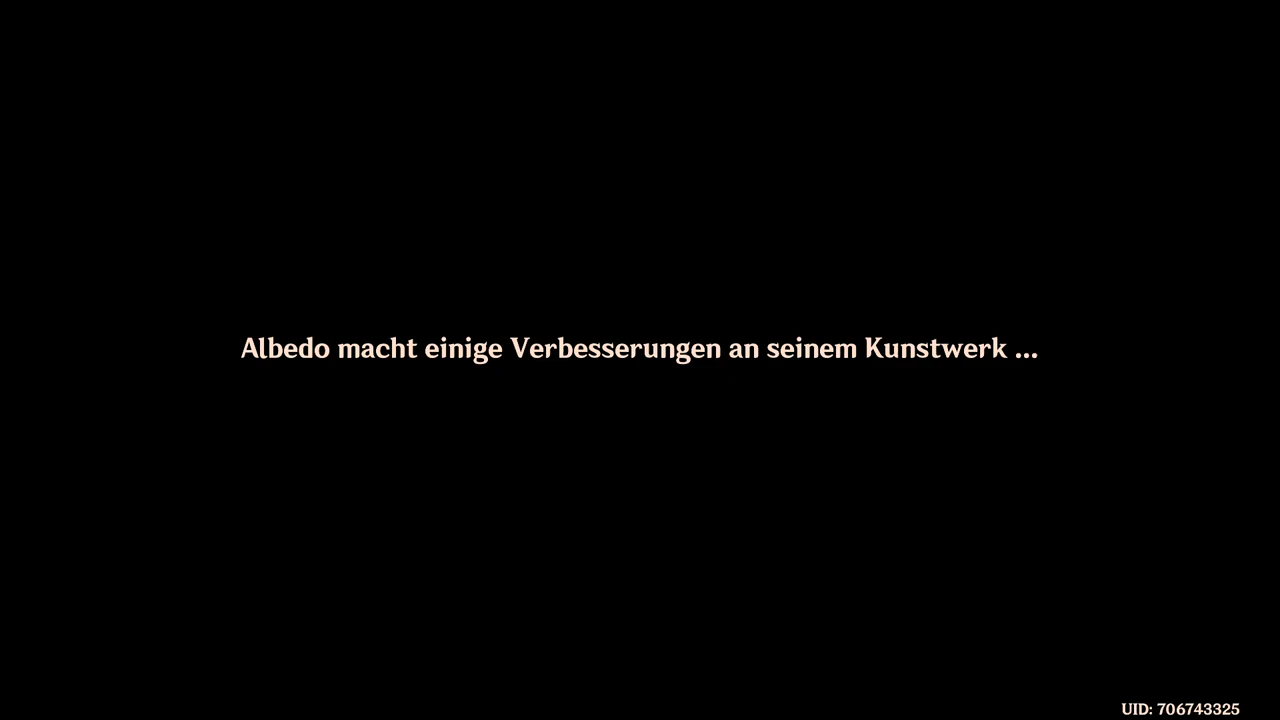 Albedo macht einige Verbesserungen an seinem Kunstwerk ...
UID: 706743325